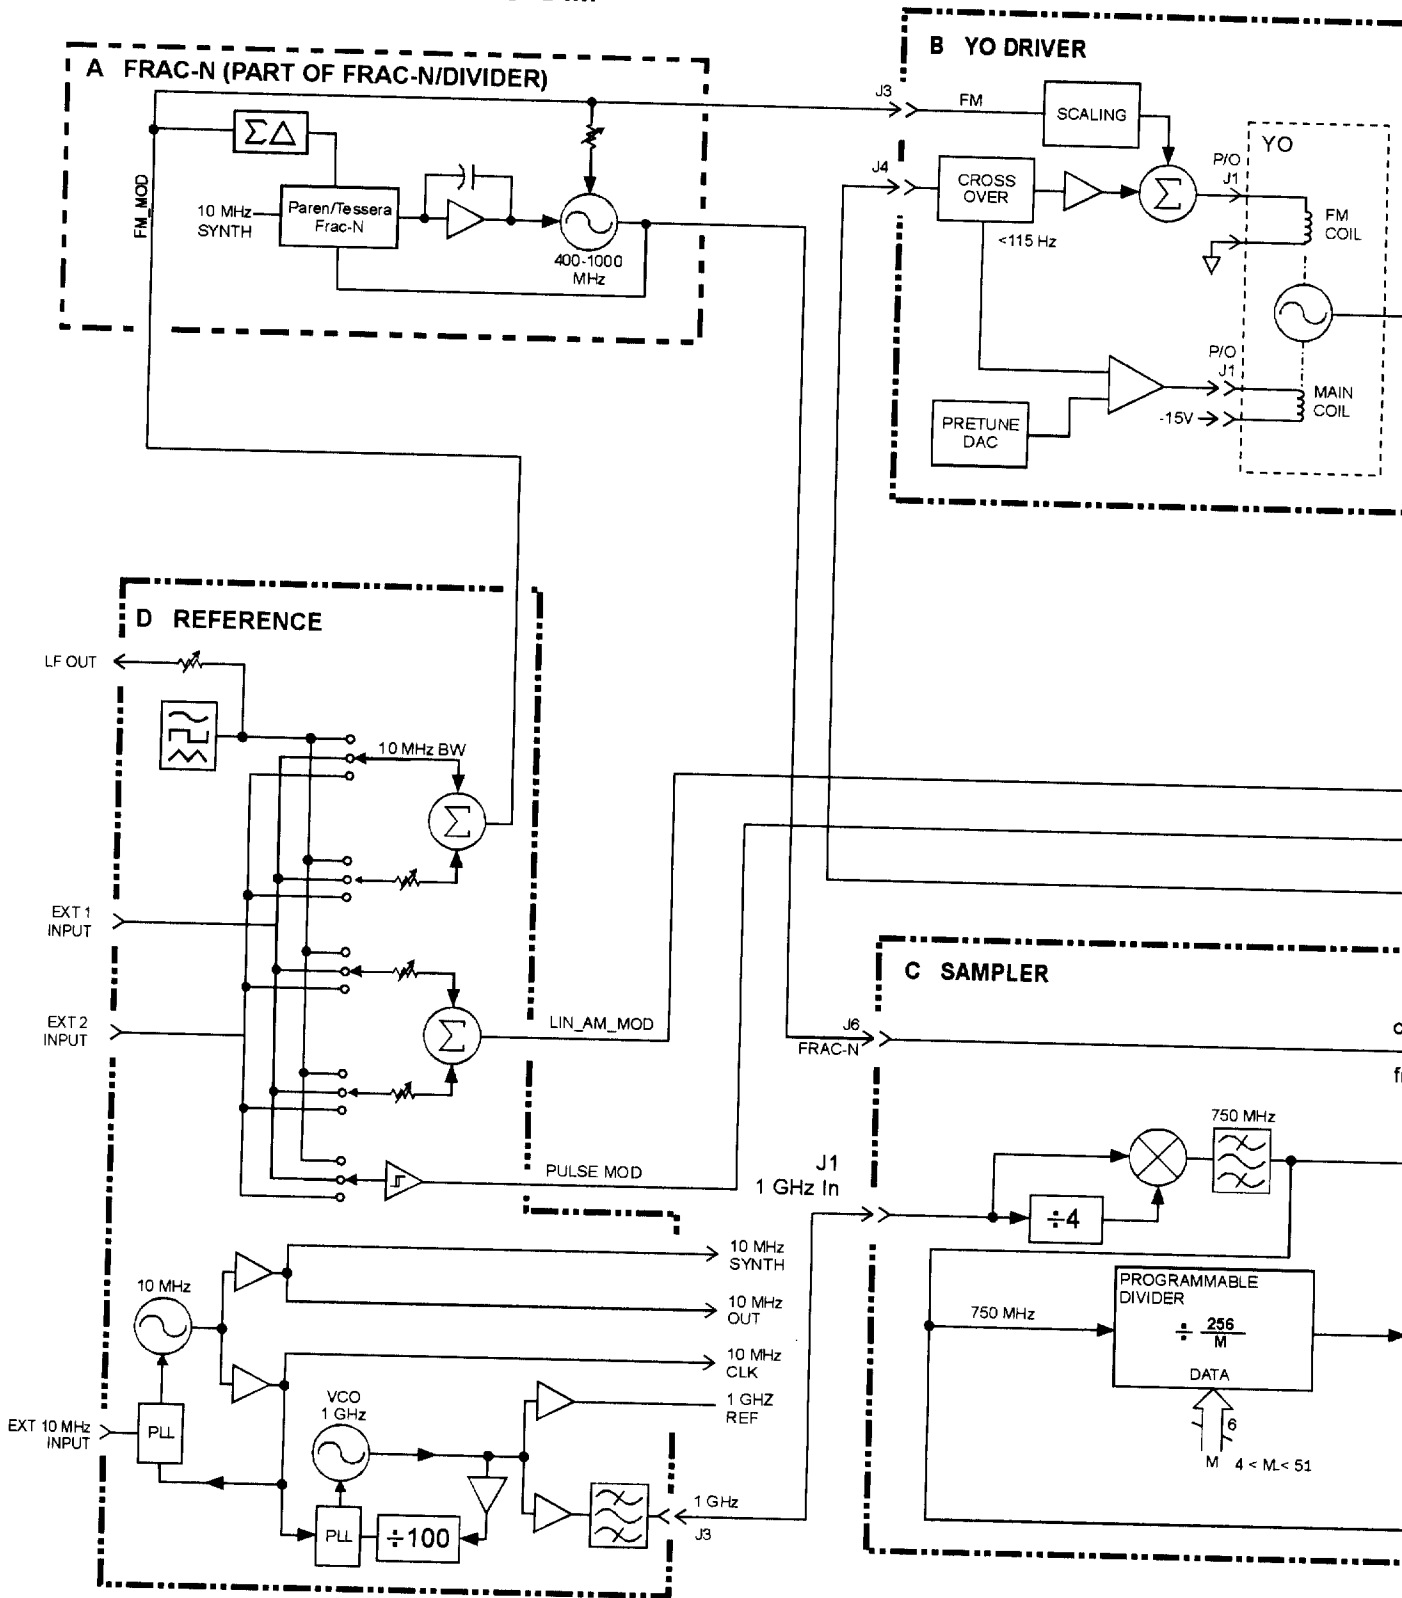 A FRAC-N (PART OF FRAC-N/DIVIDER)
ΣΔ
FM_MOD
10 MHz
SYNTH
Paren/Tessera
Frac-N
400-1000
MHz
B YO DRIVER
J3
FM
SCALING
J4
CROSS
OVER
Σ
<115 Hz
P/O
J1
YO
FM
COIL
P/O
J1
MAIN
COIL
-15V
PRETUNE
DAC
D REFERENCE
LF OUT
10 MHz BW
Σ
EXT 1
INPUT
EXT 2
INPUT
Σ
LIN_AM_MOD
PULSE MOD
J6
FRAC-N
C SAMPLER
750 MHz
J1
1 GHz In
÷4
PROGRAMMABLE
DIVIDER
750 MHz
÷ 256
M
DATA
6
M 4 < M < 51
10 MHz
SYNTH
10 MHz
10 MHz
OUT
10 MHz
CLK
VCO
1 GHz
1 GHZ
REF
EXT 10 MHz
INPUT
PLL
PLL
÷100
1 GHz
J3